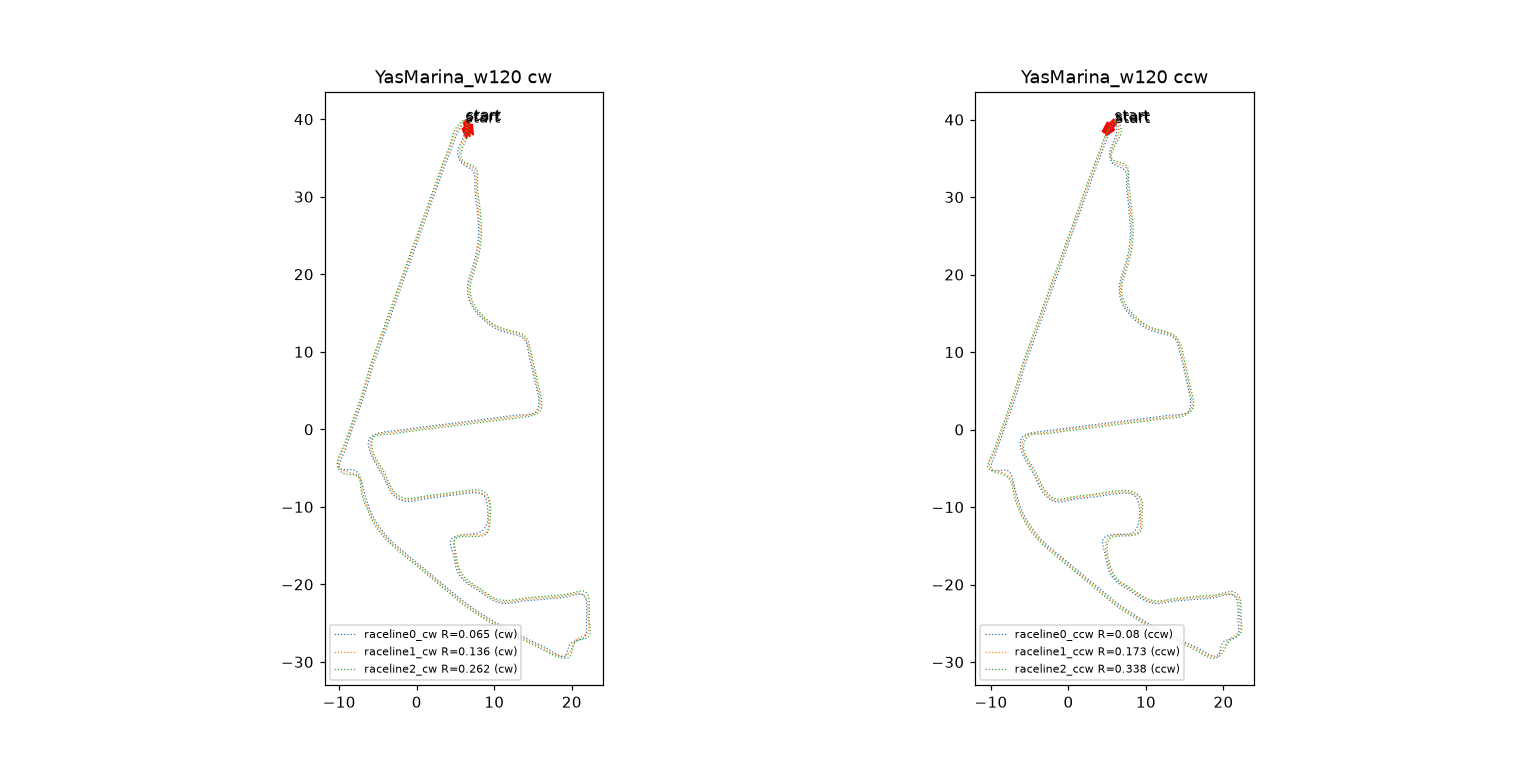 YasMarina_w120 cw
start
start
40
30
20
10
0
−10
−20
−30
raceline0_cw R=0.065 (cw)
raceline1_cw R=0.136 (cw)
raceline2_cw R=0.262 (cw)
−10 0 10 20
YasMarina_w120 ccw
start
start
40
30
20
10
0
−10
−20
−30
raceline0_ccw R=0.08 (ccw)
raceline1_ccw R=0.173 (ccw)
raceline2_ccw R=0.338 (ccw)
−10 0 10 20